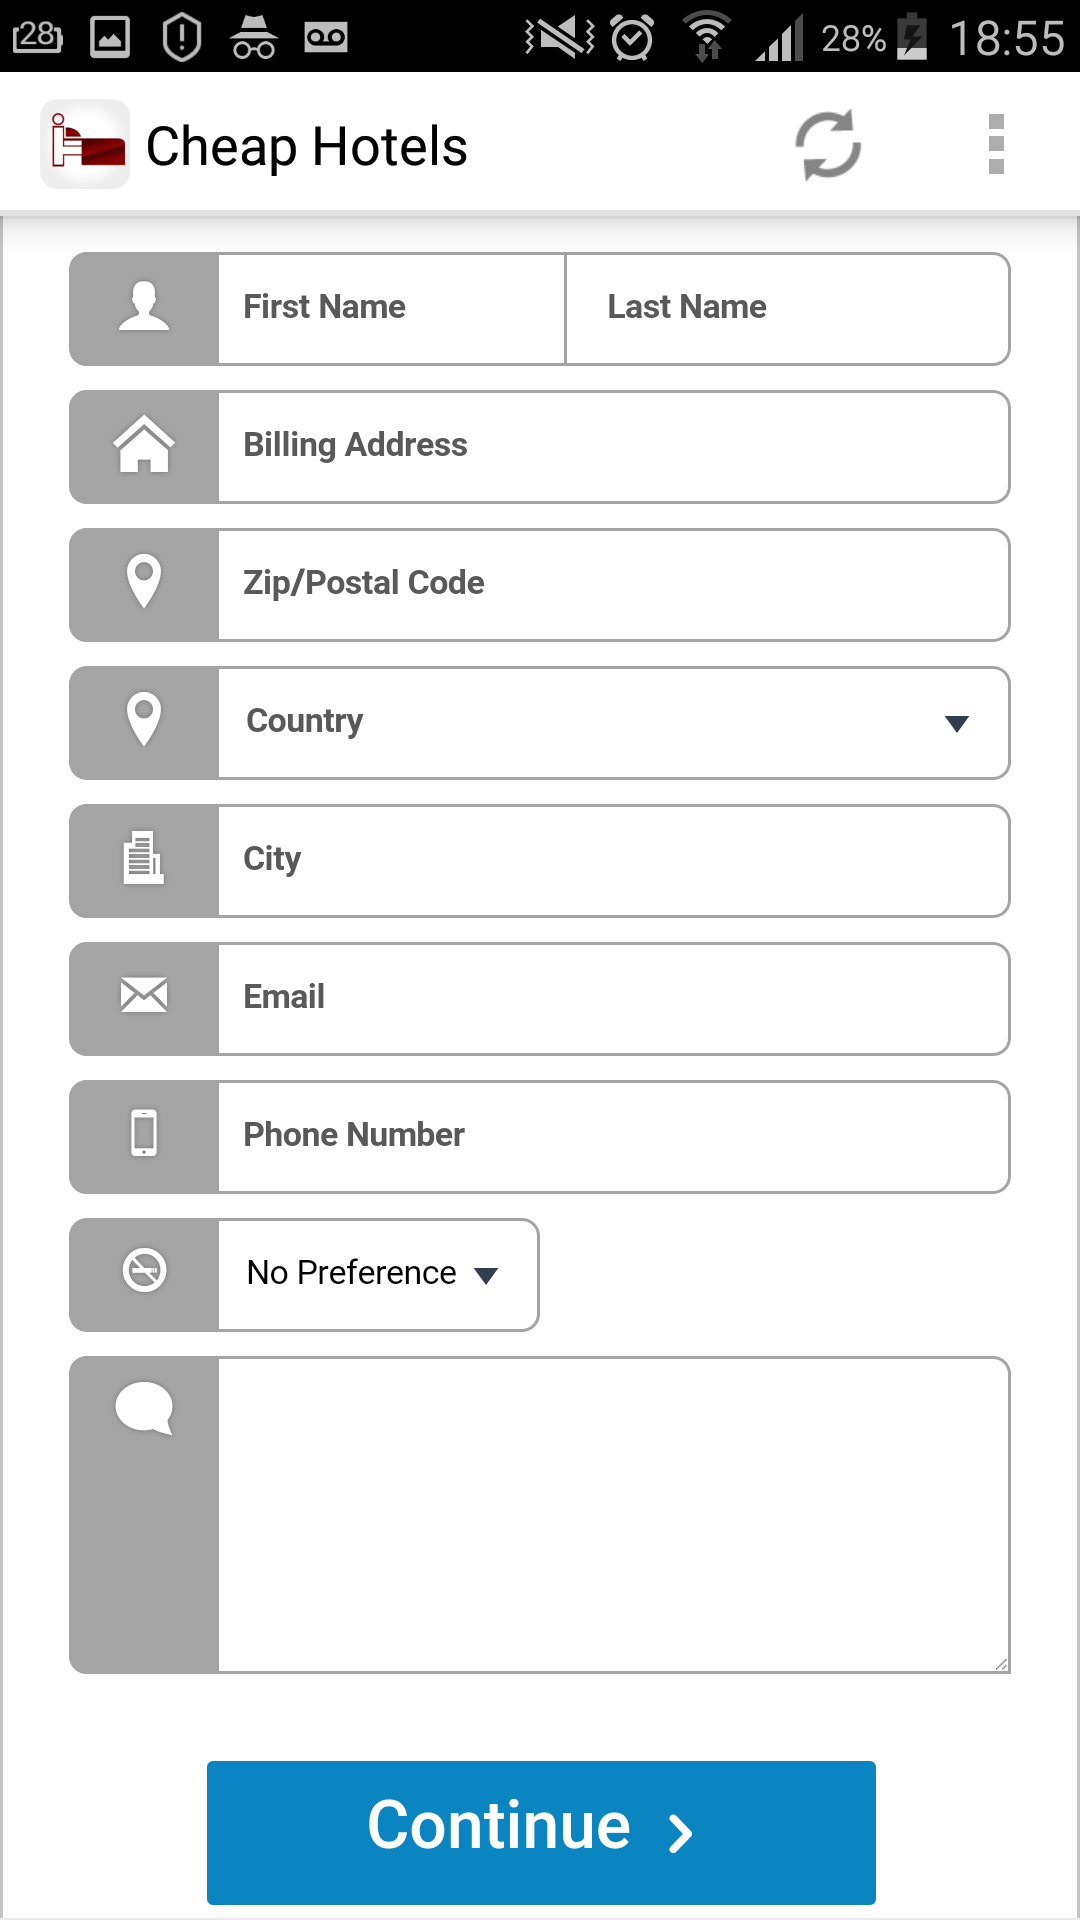 28 28% 18:55
Cheap Hotels
First Name Last Name
Billing Address
Zip/Postal Code
Country
City
Email
Phone Number
No Preference
Continue